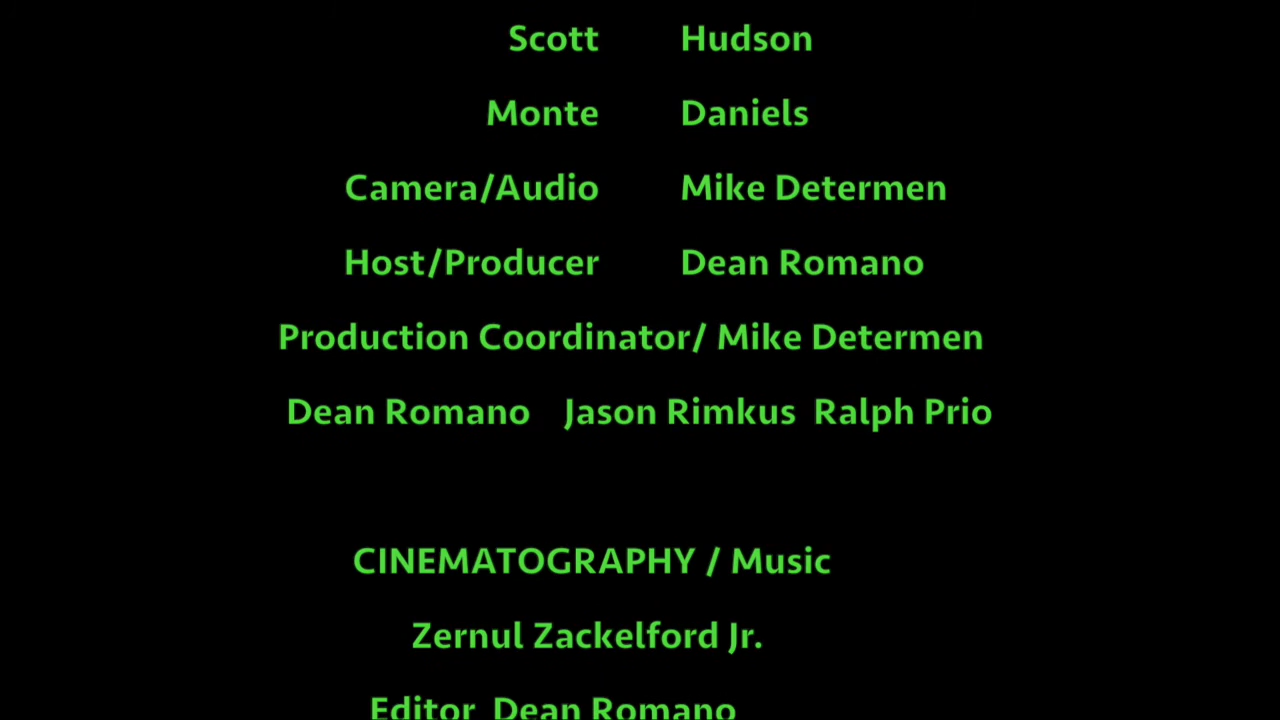 Scott Hudson
Monte Daniels
Camera/Audio Mike Determen
Host/Producer Dean Romano
Production Coordinator/ Mike Determen
Dean Romano Jason Rimkus Ralph Prio
CINEMATOGRAPHY / Music
Zernul Zackelford Jr.
Editor Dean Romano